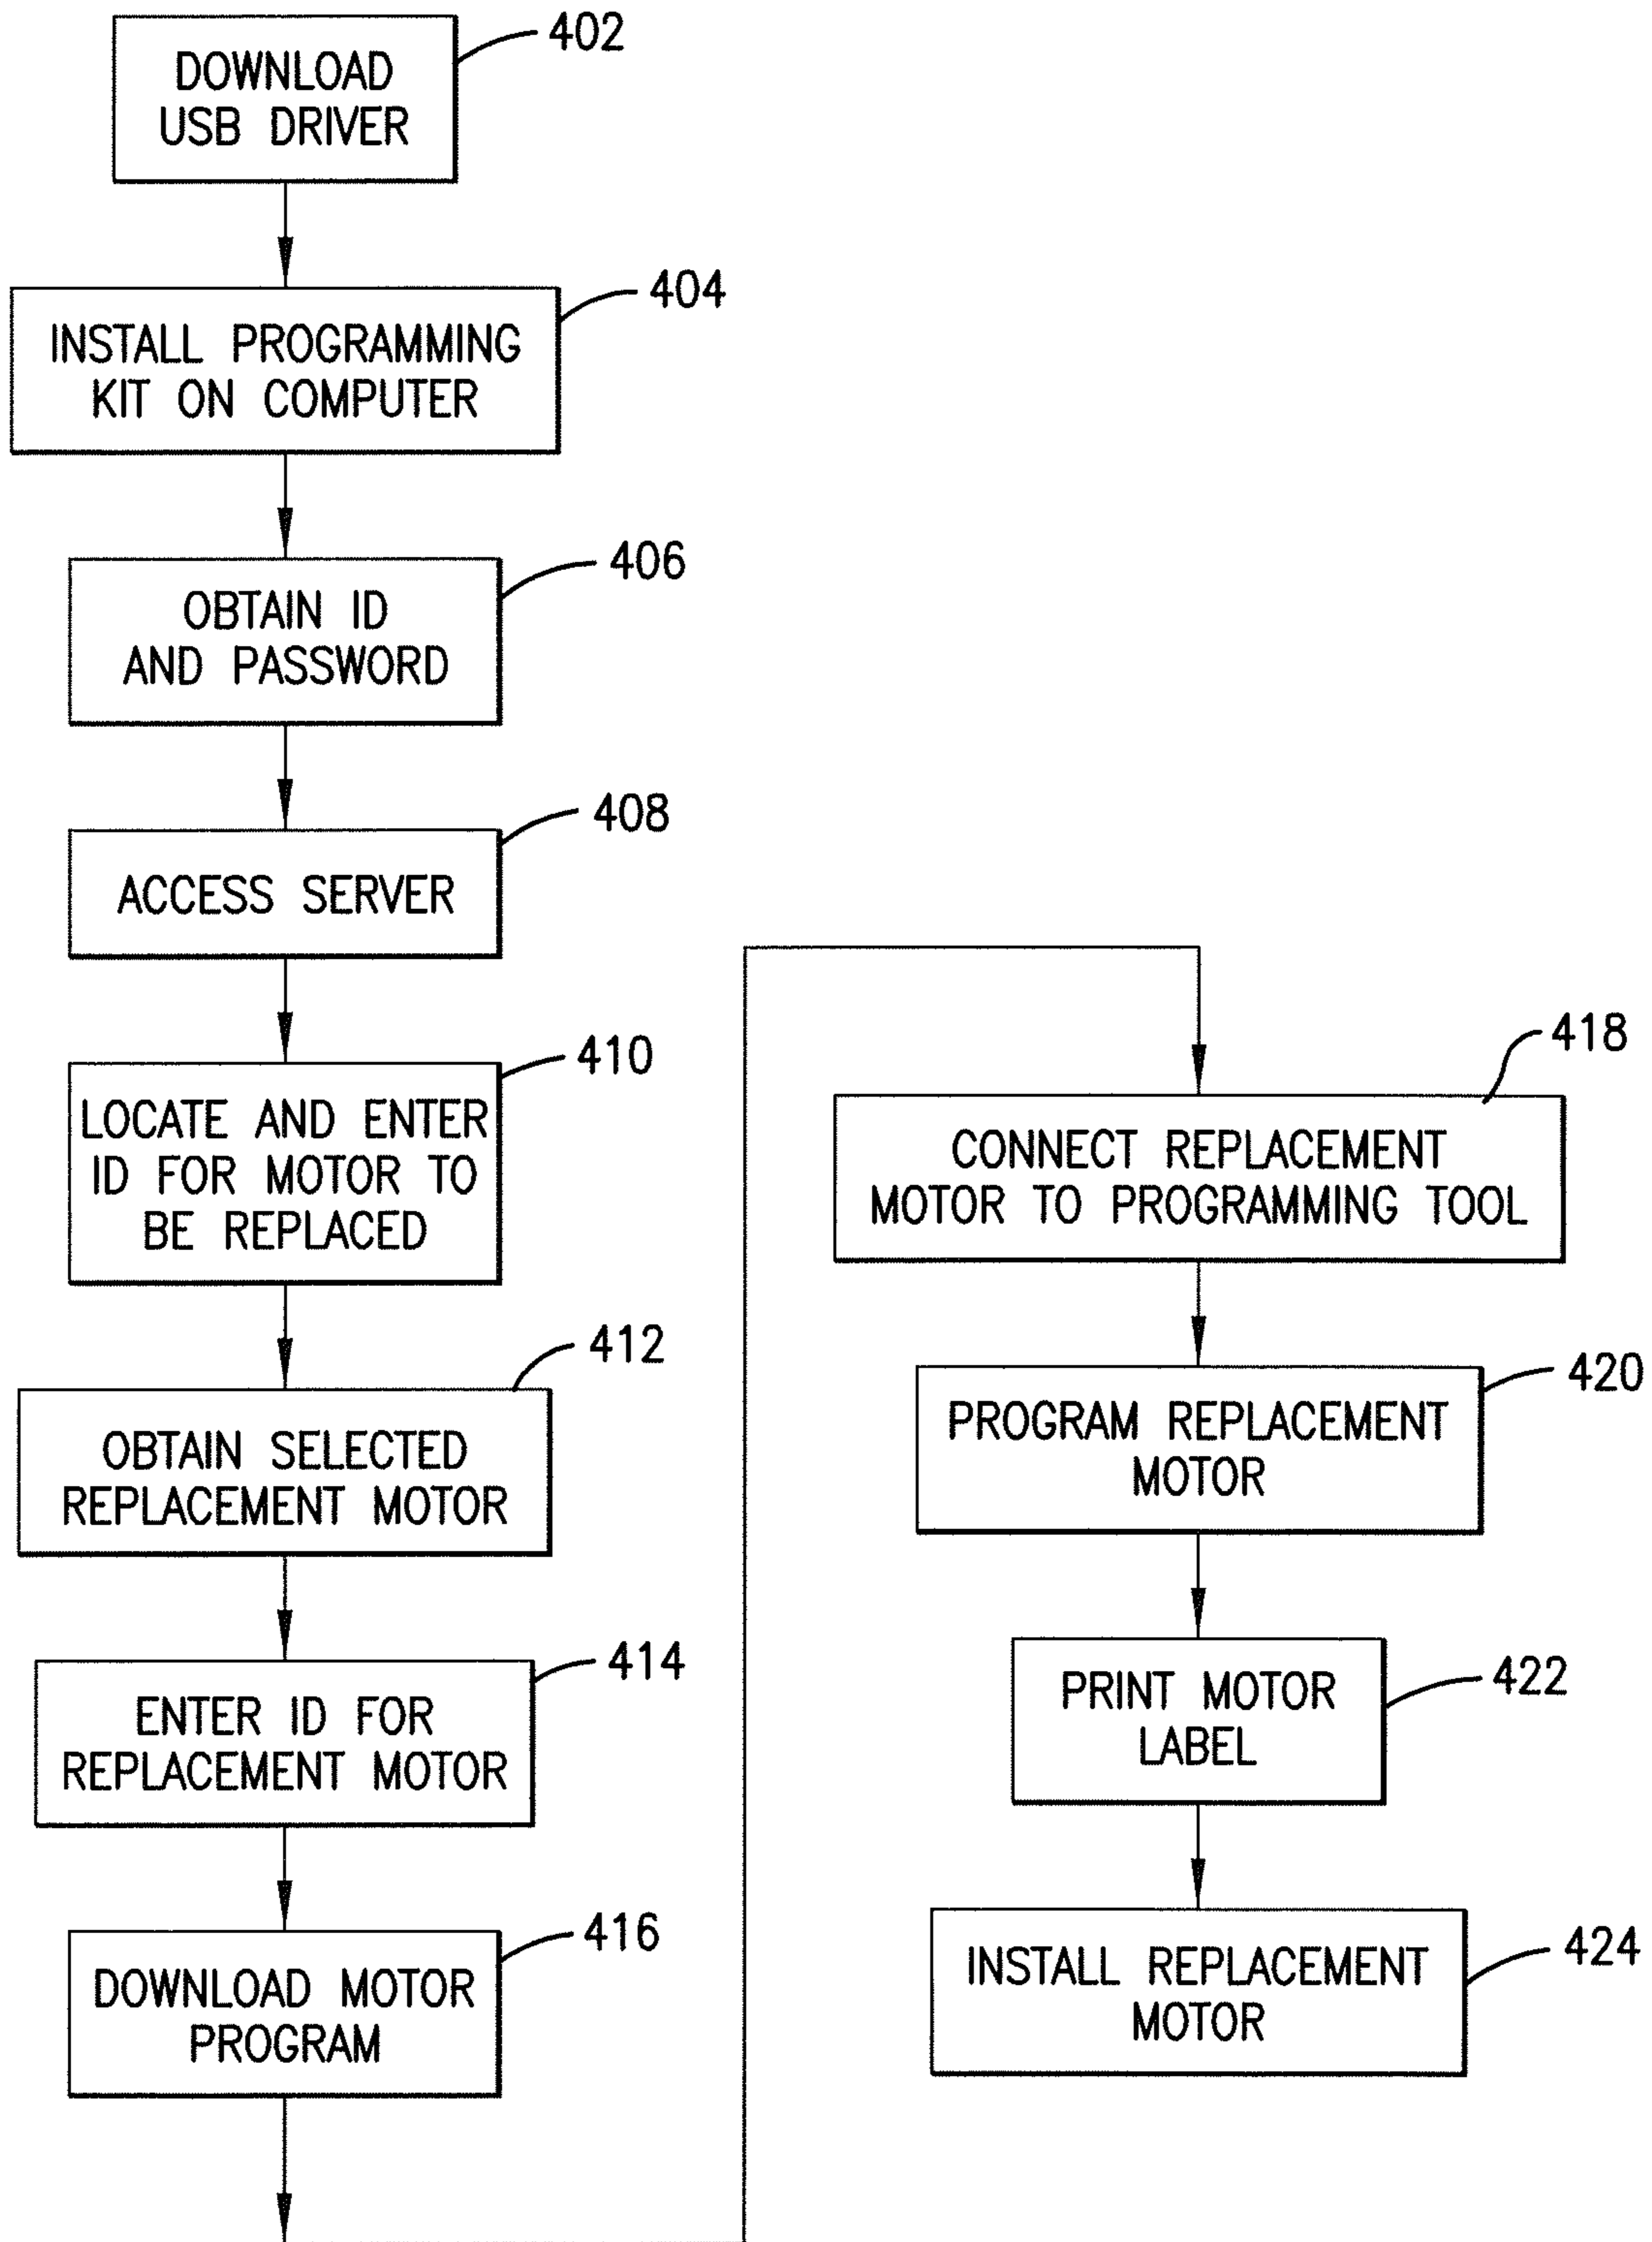 DOWNLOAD
USB DRIVER
402
INSTALL PROGRAMMING
KIT ON COMPUTER
404
OBTAIN ID
AND PASSWORD
406
ACCESS SERVER
408
LOCATE AND ENTER
ID FOR MOTOR TO
BE REPLACED
410
OBTAIN SELECTED
REPLACEMENT MOTOR
412
ENTER ID FOR
REPLACEMENT MOTOR
414
DOWNLOAD MOTOR
PROGRAM
416
CONNECT REPLACEMENT
MOTOR TO PROGRAMMING TOOL
418
PROGRAM REPLACEMENT
MOTOR
420
PRINT MOTOR
LABEL
422
INSTALL REPLACEMENT
MOTOR
424